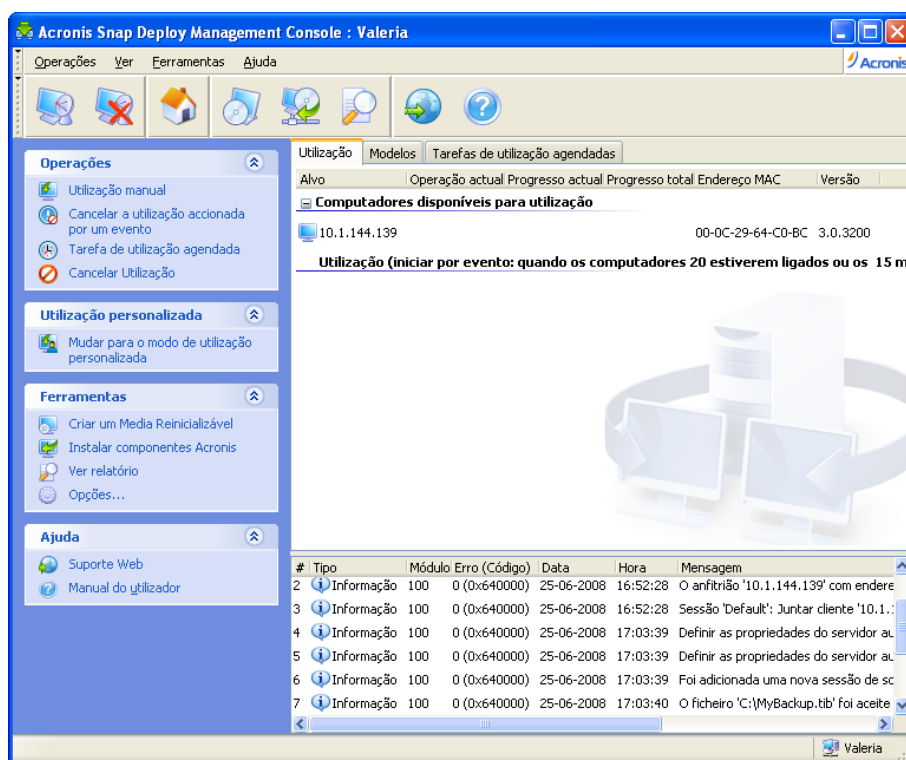 Acronis Snap Deploy Management Console : Valeria
Operações Ver Ferramentas Ajuda
Acronis
Operações
Utilização manual
Cancelar a utilização accionada
por um evento
Tarefa de utilização agendada
Cancelar Utilização
Utilização personalizada
Mudar para o modo de utilização
personalizada
Ferramentas
Criar um Media Reinicializável
Instalar componentes Acronis
Ver relatório
Opções...
Ajuda
Suporte Web
Manual do utilizador
Utilização Modelos Tarefas de utilização agendadas
Alvo Operação actual Progresso actual Progresso total Endereço MAC Versão
Computadores disponíveis para utilização
10.1.144.139 00-0C-29-64-C0-BC 3.0.3200
Utilização (iniciar por evento: quando os computadores 20 estiverem ligados ou os 15 m
# Tipo Módulo Erro (Código) Data Hora Mensagem
2 Informação 100 0 (0x640000) 25-06-2008 16:52:28 O anfitrião '10.1.144.139' com endere
3 Informação 100 0 (0x640000) 25-06-2008 16:52:28 Sessão 'Default': Juntar cliente '10.1.:
4 Informação 100 0 (0x640000) 25-06-2008 17:03:39 Definir as propriedades do servidor au
5 Informação 100 0 (0x640000) 25-06-2008 17:03:39 Definir as propriedades do servidor au
6 Informação 100 0 (0x640000) 25-06-2008 17:03:39 Foi adicionada uma nova sessão de sc
7 Informação 100 0 (0x640000) 25-06-2008 17:03:40 O ficheiro 'C:\MyBackup.tib' foi aceite
Valeria